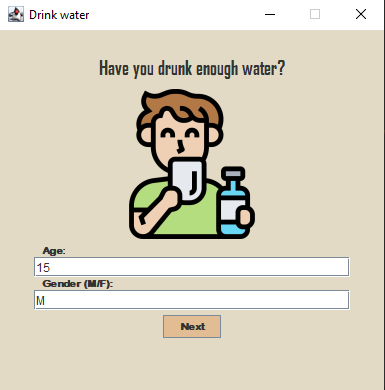 Drink water
Have you drunk enough water?
Age:
15
Gender (M/F):
M
Next